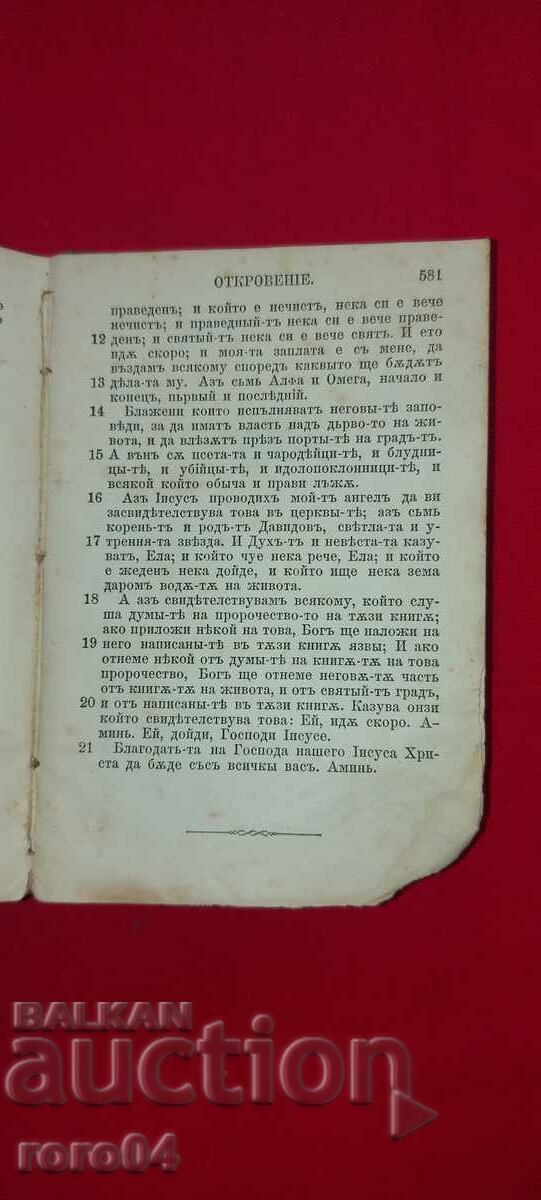 ОТКРОВЕНІЕ. 581
праведенъ; и който е нечистъ, нека си е вече
нечистъ; и праведный-тъ нека си е вече праве-
12 денъ; и святый-тъ нека си е вече святъ. И ето
идѫ скоро; и моя-та заплата е съ мене, да
въздамъ всякому споредъ каквыто ще бѫдѫтъ
13 дѣла-та му. Азъ съмь Алфа и Омега, начало и
конецъ, първый и послѣдній.
14 Блажени които испълняватъ неговы-тѣ запо-
вѣди, за да иматъ власть надъ дърво-то на жи-
вота, и да влѣзятъ прѣзъ порты-тѣ на градъ-тъ.
15 А вънъ сѫ псета-та и чародѣйци-тѣ, и блудни-
цы-тѣ, и убійцы-тѣ, и идолопоклонници-тѣ, и
всякой който обыча и прави лъжѫ.
16 Азъ Іисусъ проводихъ мой-тъ ангелъ да ви
засвидѣтелствува това въ церквы-тѣ; азъ съмь
корень-тъ и родъ-тъ Давидовъ, свѣтла-та и у-
17 трення-та звѣзда. И Духъ-тъ и невѣста-та казу-
ватъ, Ела; и който чуе нека рече, Ела; и който
е жеденъ нека дойде, и който ище нека зема
даромъ водѫ-тѫ на живота.
18 А азъ свидѣтелствувамъ всякому, който слу-
ша думы-тѣ на пророчество-то на тѫзи книгѫ;
ако приложи нѣкой на това, Богъ ще наложи на
19 него написаны-тѣ въ тѫзи книгѫ язвы; И ако
отнеме нѣкой отъ думы-тѣ на книгѫ-тѫ на това
пророчество, Богъ ще отнеме неговѫ-тѫ часть
отъ книгѫ-тѫ на живота, и отъ святый-тъ градъ,
20 и отъ написаны-тѣ въ тѫзи книгѫ. Казува онзи
който свидѣтелствува това: Ей, идѫ скоро. А-
минь. Ей, дойди, Господи Іисусе.
21 Благодать-та на Господа нашего Іисуса Хри-
ста да бѫде съсъ всичкы васъ. Аминь.
BALKAN
auction
roro04